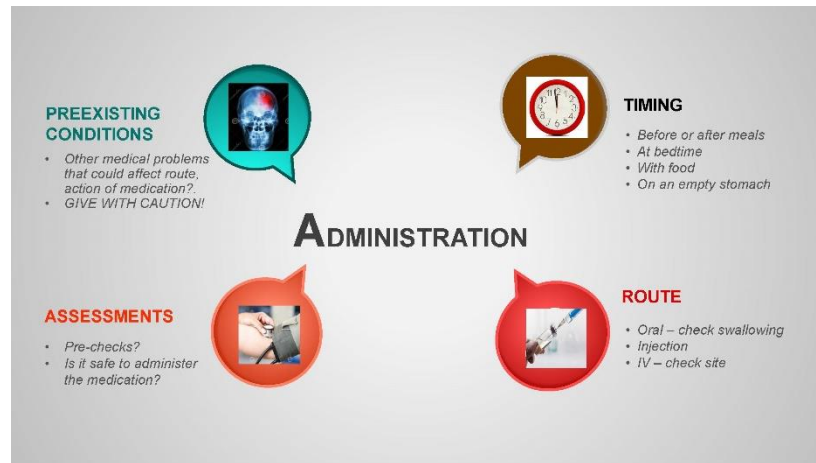 PREEXISTING
CONDITIONS
• Other medical problems
that could affect route,
action of medication?.
• GIVE WITH CAUTION!
TIMING
• Before or after meals
• At bedtime
• With food
• On an empty stomach
ADMINISTRATION
ASSESSMENTS
• Pre-checks?
• Is it safe to administer
the medication?
ROUTE
• Oral – check swallowing
• Injection
• IV – check site